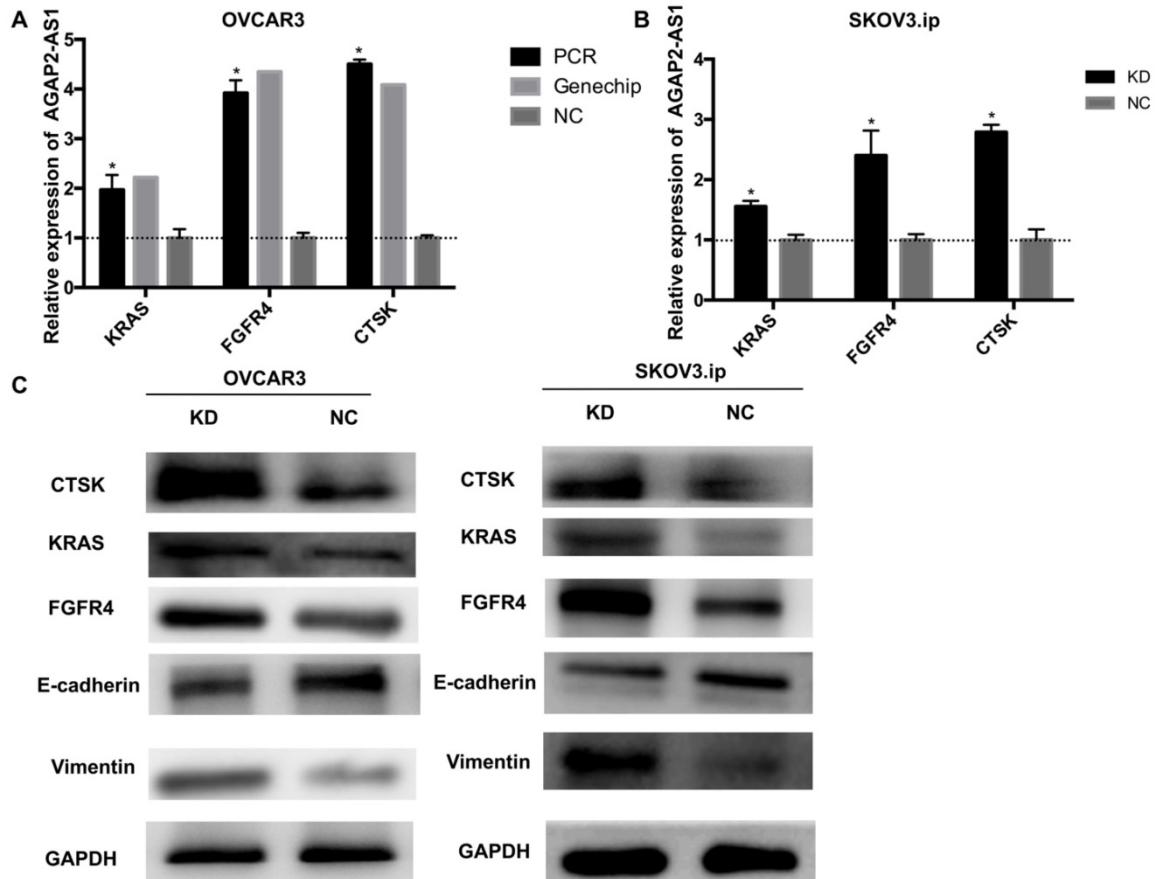 A
OVCAR3
Relative expression of AGAP2-AS1
5
4
3
2
1
0
*
*
*
KRAS
FGFR4
CTSK
PCR
Genechip
NC
B
SKOV3.ip
Relative expression of AGAP2-AS1
4
3
2
1
0
*
*
*
KRAS
FGFR4
CTSK
KD
NC
C
OVCAR3
KD NC
CTSK
KRAS
FGFR4
E-cadherin
Vimentin
GAPDH
SKOV3.ip
KD NC
CTSK
KRAS
FGFR4
E-cadherin
Vimentin
GAPDH